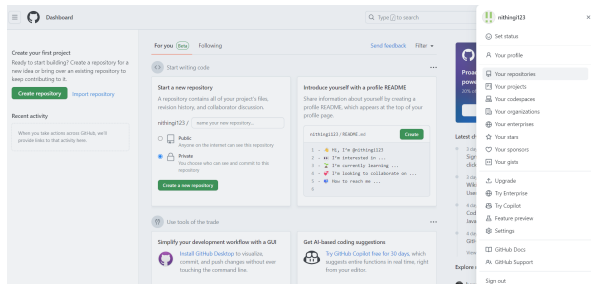 Dashboard
Type / to search
Create your first project
Ready to start building? Create a repository for a
new idea or bring over an existing repository to
keep contributing to it.
Create repository
Import repository
Recent activity
When you take actions across GitHub, we'll
provide links to that activity here.
For you Beta
Following
Send feedback
Filter
Start writing code
Start a new repository
A repository contains all of your project's files,
revision history, and collaborator discussion.
nithingi123 /
name your new repository...
Public
Anyone on the internet can see this repository
Private
You choose who can see and commit to this
repository
Create a new repository
Introduce yourself with a profile README
Share information about yourself by creating a
profile README, which appears at the top of your
profile page.
nithingi123 / README.md
Create
1 - 👋 Hi, I'm @nithingi123
2 - 👀 I'm interested in ...
3 - 🌱 I'm currently learning ...
4 - 💞️ I'm looking to collaborate on ...
5 - 📫 How to reach me ...
6
Use tools of the trade
Simplify your development workflow with a GUI
Install GitHub Desktop to visualize,
commit, and push changes without ever
touching the command line.
Get AI-based coding suggestions
Try GitHub Copilot free for 30 days, which
suggests entire functions in real time, right
from your editor.
Latest c
Explore
nithingi123
Set status
Your profile
Your repositories
Your projects
Your codespaces
Your organizations
Your enterprises
Your stars
Your sponsors
Your gists
Upgrade
Try Enterprise
Try Copilot
Feature preview
Settings
GitHub Docs
GitHub Support
Sign out